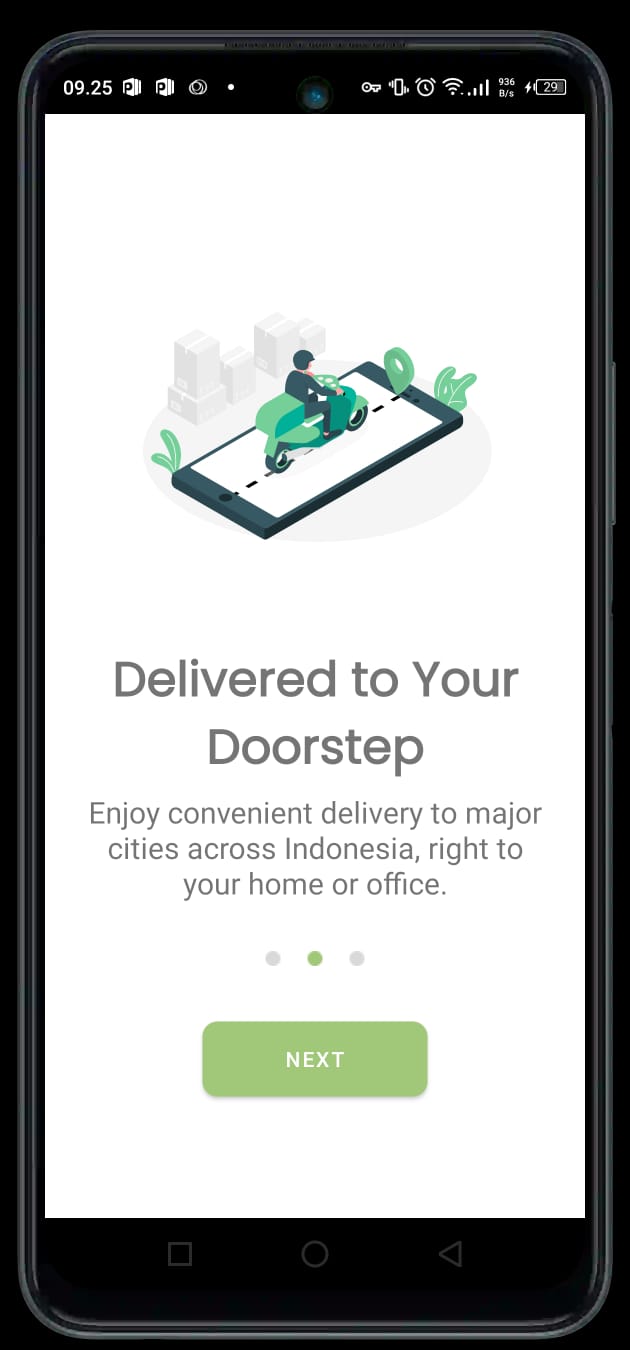 09.25 936 B/s 29
Delivered to Your
Doorstep
Enjoy convenient delivery to major
cities across Indonesia, right to
your home or office.
NEXT